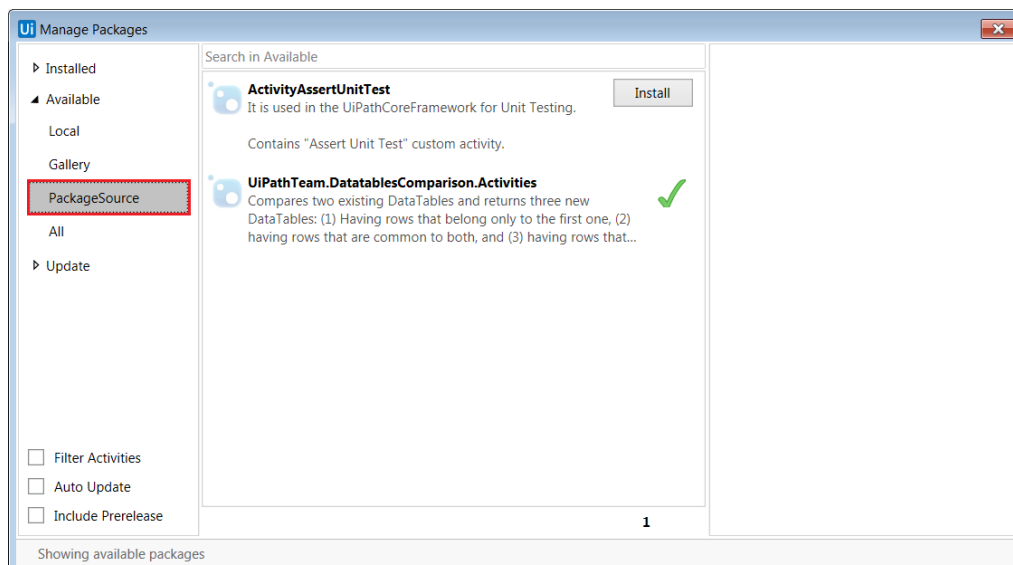 Ui Manage Packages
Installed
Available
Local
Gallery
PackageSource
All
Update
Filter Activities
Auto Update
Include Prerelease
Search in Available
ActivityAssertUnitTest
Install
It is used in the UiPathCoreFramework for Unit Testing.
Contains "Assert Unit Test" custom activity.
UiPathTeam.DatatablesComparison.Activities
Compares two existing DataTables and returns three new
DataTables: (1) Having rows that belong only to the first one, (2)
having rows that are common to both, and (3) having rows that...
1
Showing available packages